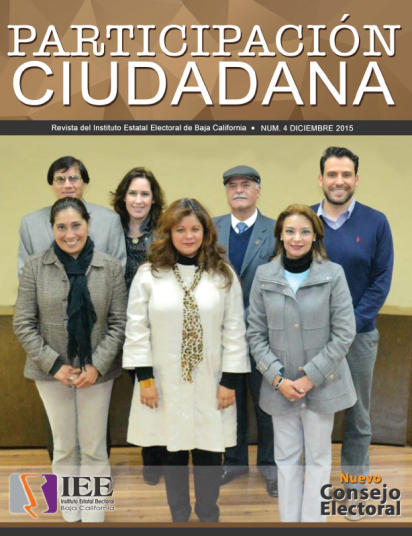 PARTICIPACIÓN
CIUDADANA
Revista del Instituto Estatal Electoral de Baja California • NUM. 4 DICIEMBRE 2015
IEE
Instituto Estatal Electoral
Baja California
Nuevo
Consejo
Electoral